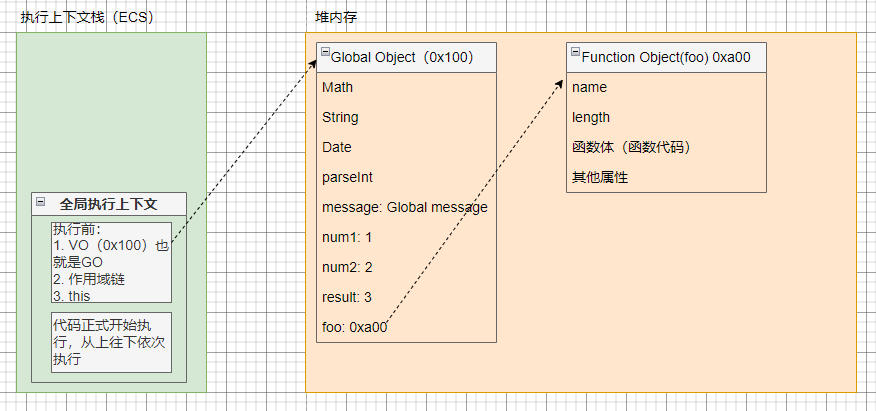 执行上下文栈（ECS）
全局执行上下文
执行前：
1. VO（0x100）也
就是GO
2. 作用域链
3. this
代码正式开始执
行，从上往下依次
执行
堆内存
Global Object（0x100）
Math
String
Date
parseInt
message: Global message
num1: 1
num2: 2
result: 3
foo: 0xa00
Function Object(foo) 0xa00
name
length
函数体（函数代码）
其他属性